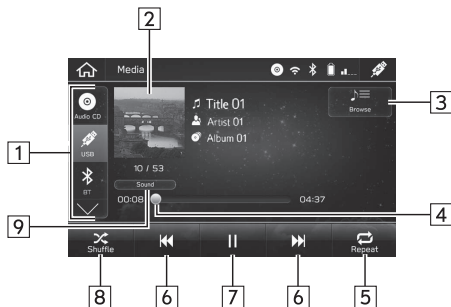 2
Media
Audio CD
USB
BT
1
Title 01
Artist 01
Album 01
Browse
3
10 / 53
Sound
00:08
04:37
9
4
Shuffle
Repeat
8
6
7
6
5